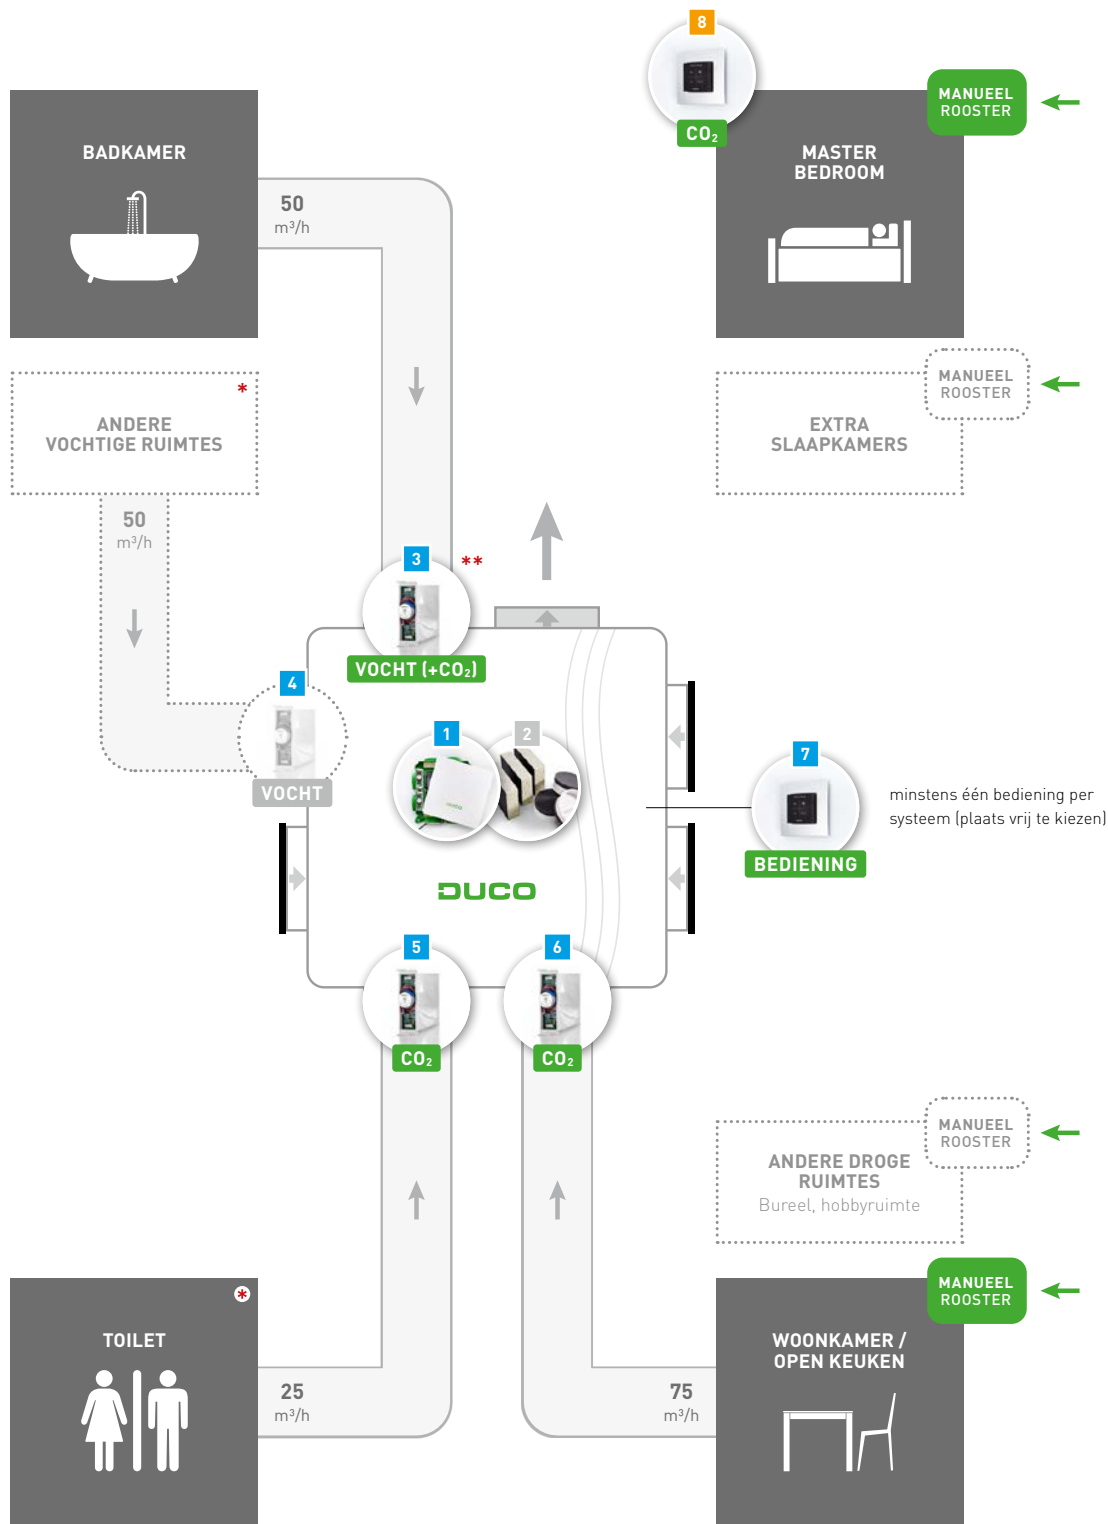 8
MANUEEL
ROOSTER
CO₂
BADKAMER
MASTER
BEDROOM
50
m³/h
*
ANDERE
VOCHTIGE RUIMTES
MANUEEL
ROOSTER
EXTRA
SLAAPKAMERS
50
m³/h
3
**
VOCHT (+CO₂)
4
VOCHT
1
2
7
minstens één bediening per
systeem (plaats vrij te kiezen)
BEDIENING
DUCO
5
6
CO₂
CO₂
MANUEEL
ROOSTER
ANDERE DROGE
RUIMTES
Bureel, hobbyruimte
*
MANUEEL
ROOSTER
TOILET
WOONKAMER /
OPEN KEUKEN
25
m³/h
75
m³/h